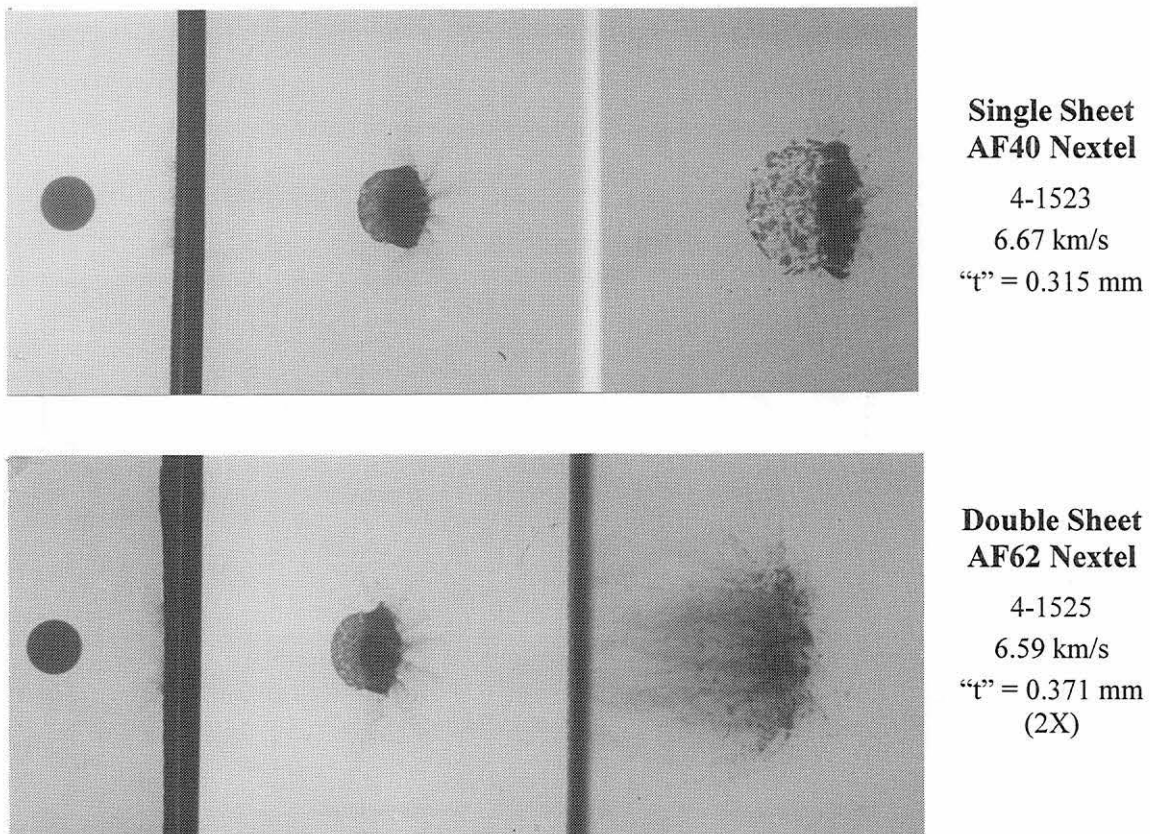 Single Sheet
AF40 Nextel
4-1523
6.67 km/s
“t” = 0.315 mm
Double Sheet
AF62 Nextel
4-1525
6.59 km/s
“t” = 0.371 mm
(2X)